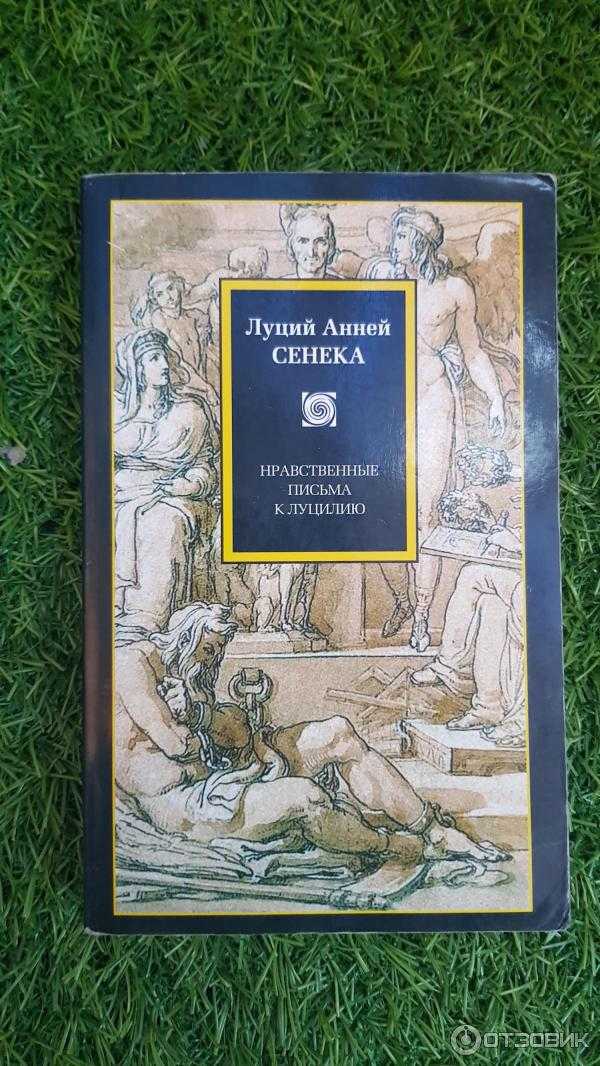 Луций Анней
СЕНЕКА
НРАВСТВЕННЫЕ
ПИСЬМА
К ЛУЦИЛИЮ
ОТЗОВИК